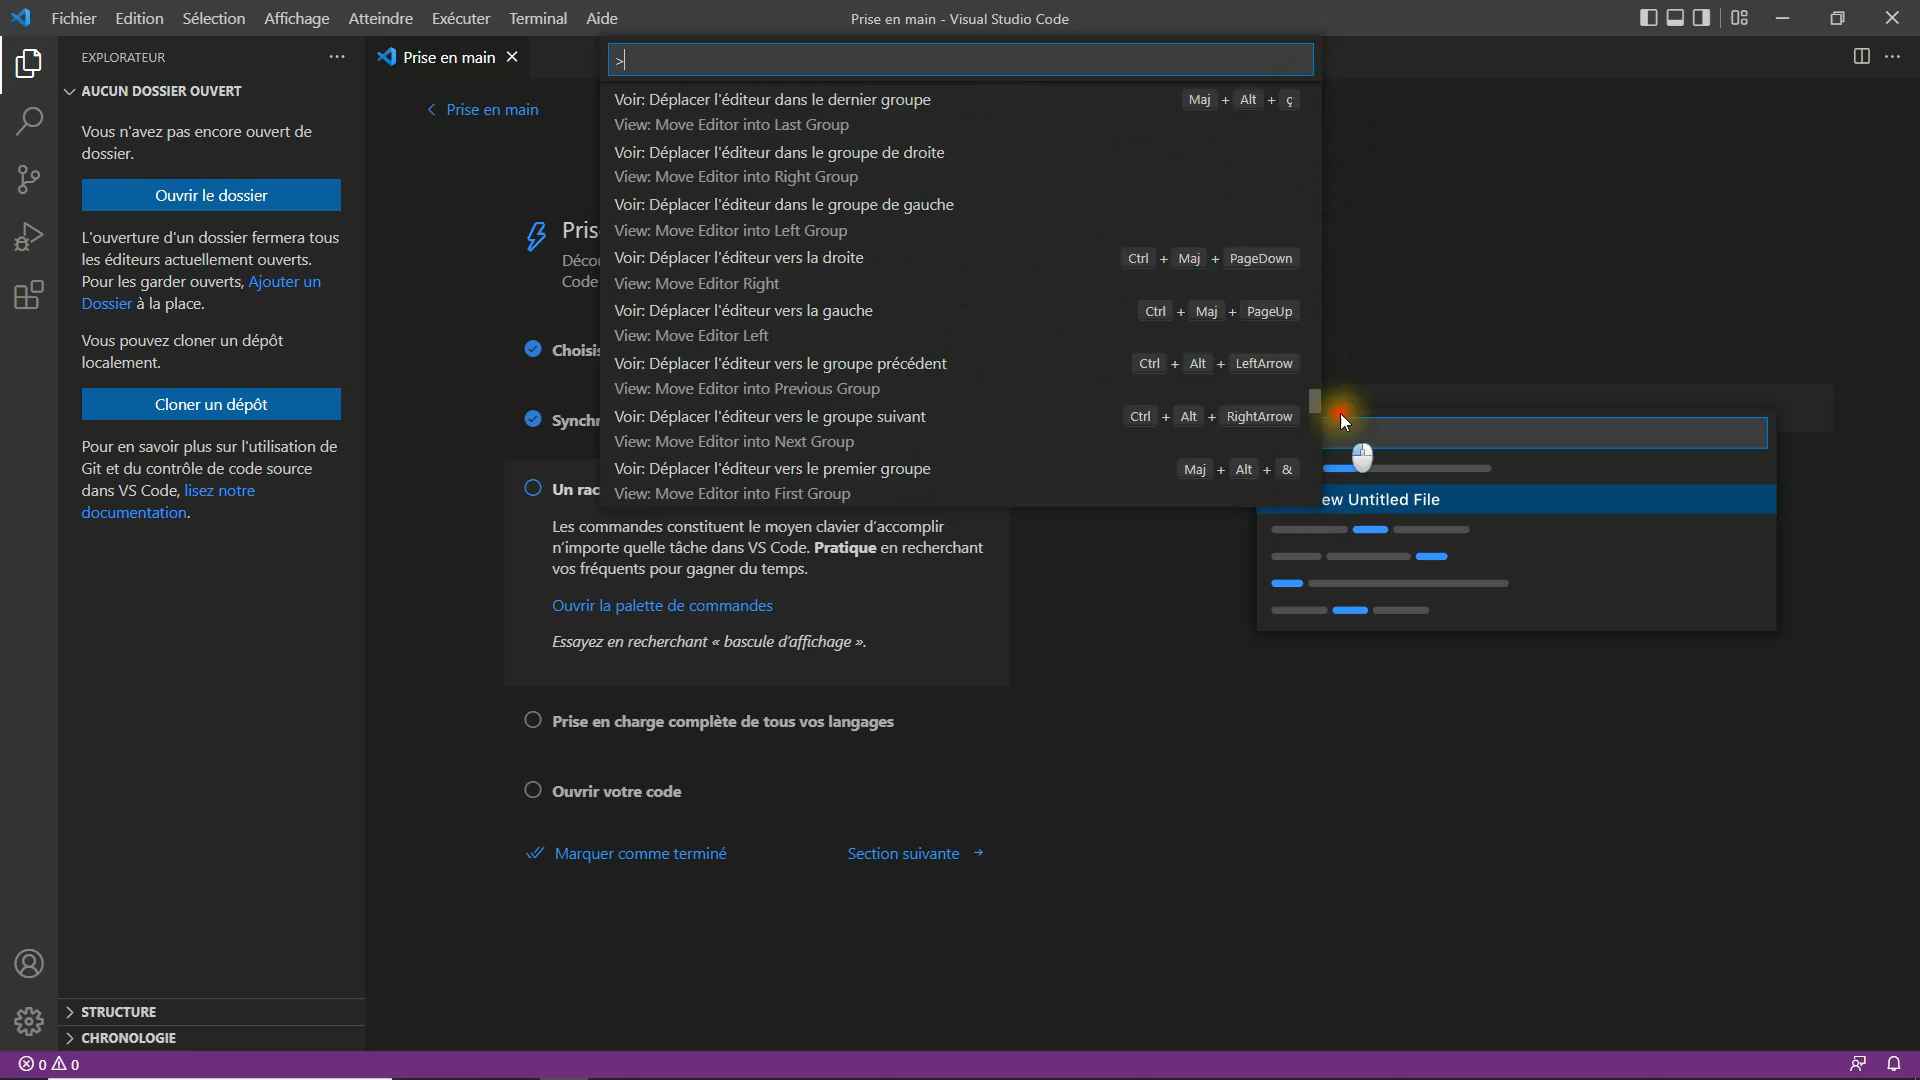 Fichier Edition Sélection Affichage Atteindre Exécuter Terminal Aide
Prise en main - Visual Studio Code
EXPLORATEUR
AUCUN DOSSIER OUVERT
Vous n'avez pas encore ouvert de
dossier.
Ouvrir le dossier
L'ouverture d'un dossier fermera tous
les éditeurs actuellement ouverts.
Pour les garder ouverts, Ajouter un
Dossier à la place.
Vous pouvez cloner un dépôt
localement.
Cloner un dépôt
Pour en savoir plus sur l'utilisation de
Git et du contrôle de code source
dans VS Code, lisez notre
documentation.
STRUCTURE
CHRONOLOGIE
Prise en main
Prise en main
>
Voir: Déplacer l'éditeur dans le dernier groupe Maj + Alt + ç
View: Move Editor into Last Group
Voir: Déplacer l'éditeur dans le groupe de droite
View: Move Editor into Right Group
Voir: Déplacer l'éditeur dans le groupe de gauche
View: Move Editor into Left Group
Voir: Déplacer l'éditeur vers la droite Ctrl + Maj + PageDown
View: Move Editor Right
Voir: Déplacer l'éditeur vers la gauche Ctrl + Maj + PageUp
View: Move Editor Left
Voir: Déplacer l'éditeur vers le groupe précédent Ctrl + Alt + LeftArrow
View: Move Editor into Previous Group
Voir: Déplacer l'éditeur vers le groupe suivant Ctrl + Alt + RightArrow
View: Move Editor into Next Group
Voir: Déplacer l'éditeur vers le premier groupe Maj + Alt + &
View: Move Editor into First Group
Pris
Décou
Code
Choisis
Synchr
Un rac
Les commandes constituent le moyen clavier d'accomplir
n'importe quelle tâche dans VS Code. Pratique en recherchant
vos fréquents pour gagner du temps.
Ouvrir la palette de commandes
Essayez en recherchant « bascule d'affichage ».
Prise en charge complète de tous vos langages
Ouvrir votre code
Marquer comme terminé
Section suivante →
ew Untitled File
0 0